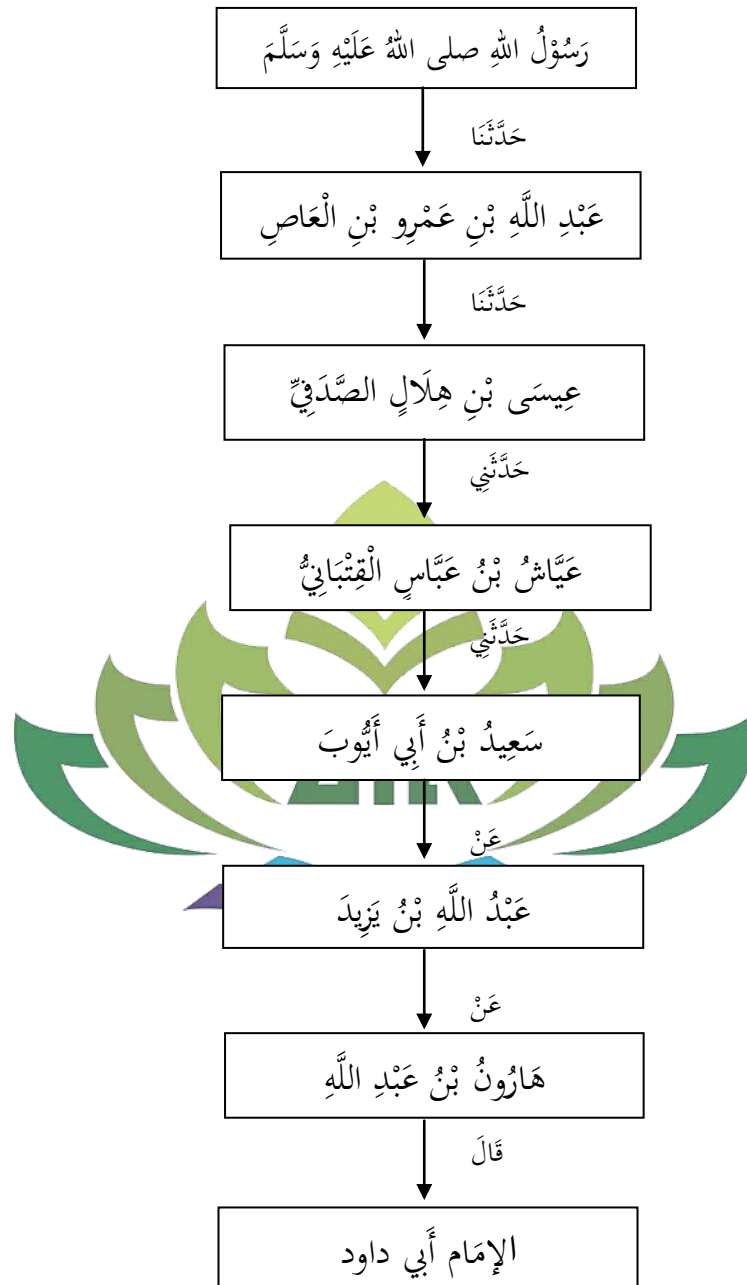 رَسُوْلُ اللهِ صلى اللهُ عَلَيْهِ وَسَلَّمَ
حَدَّثَنَا
عَبْدِ اللَّهِ بْنِ عَمْرِو بْنِ الْعَاصِ
حَدَّثَنَا
عِيسَى بْنِ هِلَالٍ الصَّدَفِيِّ
حَدَّثَنِي
عَيَّاشُ بْنُ عَبَّاسٍ الْقِتْبَانِيُّ
حَدَّثَنِي
سَعِيدُ بْنُ أَبِي أَيُّوبَ
عَنْ
عَبْدُ اللَّهِ بْنُ يَزِيدَ
عَنْ
هَارُونُ بْنُ عَبْدِ اللَّهِ
قَالَ
الإمَام أَبي داود